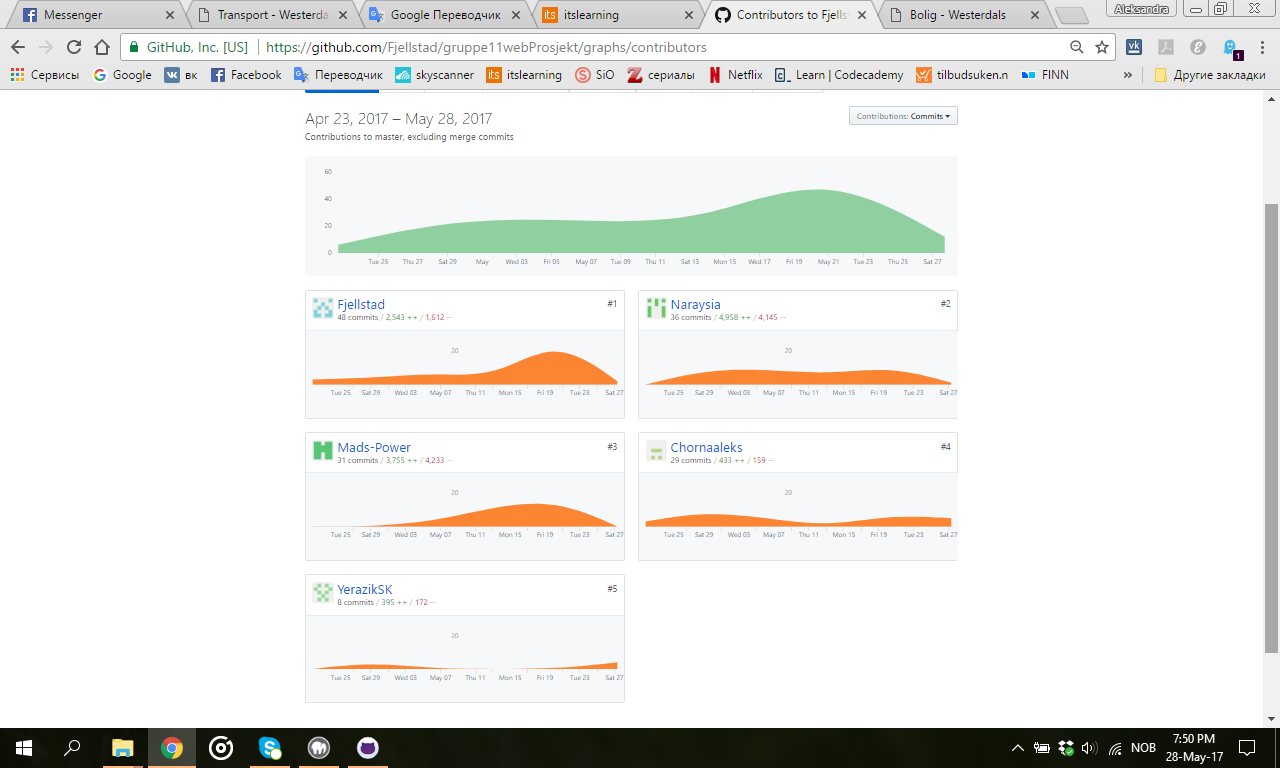 Messenger
Transport - Westerda
Google Переводчик
itslearning
Contributors to Fjells
Bolig - Westerdals
Aleksandra
GitHub, Inc. [US] https://github.com/Fjellstad/gruppe11webProsjekt/graphs/contributors
Сервисы Google вк Facebook Переводчик skyscanner itslearning SiO сериалы Netflix Learn | Codecademy tilbudsuken.n FINN » Другие закладки
Apr 23, 2017 – May 28, 2017
Contributions: Commits
Contributions to master, excluding merge commits
60
40
20
0
Tue 25 Thu 27 Sat 29 May Wed 03 Fri 05 May 07 Tue 09 Thu 11 Sat 13 Mon 15 Wed 17 Fri 19 May 21 Tue 23 Thu 25 Sat 27
Fjellstad #1
48 commits / 2,543 ++ / 1,612 --
20
Tue 25 Sat 29 Wed 03 May 07 Thu 11 Mon 15 Fri 19 Tue 23 Sat 27
Naraysia #2
36 commits / 4,958 ++ / 4,145 --
20
Tue 25 Sat 29 Wed 03 May 07 Thu 11 Mon 15 Fri 19 Tue 23 Sat 27
Mads-Power #3
31 commits / 3,755 ++ / 4,233 --
20
Tue 25 Sat 29 Wed 03 May 07 Thu 11 Mon 15 Fri 19 Tue 23 Sat 27
Chornaaleks #4
29 commits / 433 ++ / 159 --
20
Tue 25 Sat 29 Wed 03 May 07 Thu 11 Mon 15 Fri 19 Tue 23 Sat 27
YerazikSK #5
8 commits / 395 ++ / 172 --
20
Tue 25 Sat 29 Wed 03 May 07 Thu 11 Mon 15 Fri 19 Tue 23 Sat 27
NOB
7:50 PM
28-May-17